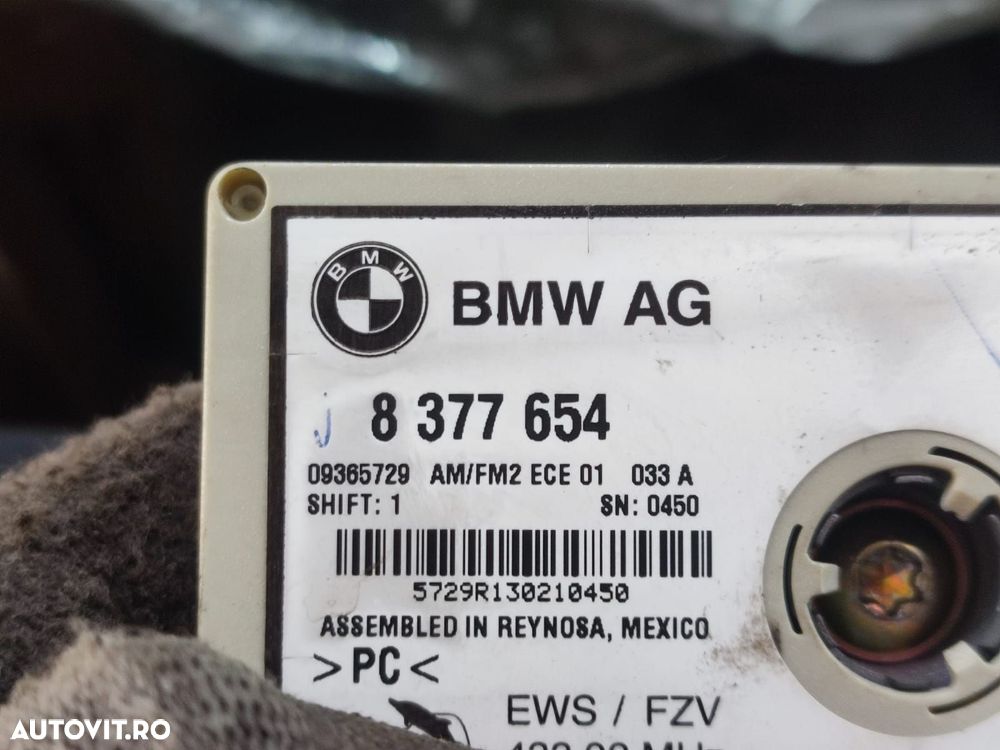 BMW
BMW AG
8 377 654
09365729 AM/FM2 ECE 01 033 A
SHIFT: 1 SN: 0450
5729R130210450
ASSEMBLED IN REYNOSA, MEXICO
>PC<
EWS / FZV
AUTOVIT.RO